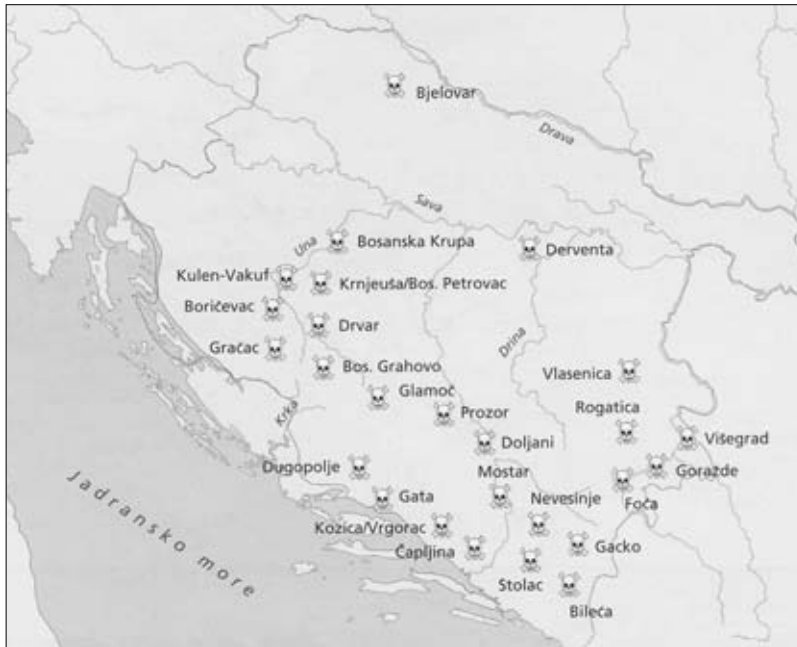 Bjelovar
Drava
Sava
Una
Bosanska Krupa
Derventa
Kulen-Vakuf
Krnjeuša/Bos. Petrovac
Boričevac
Drvar
Gračac
Drina
Bos. Grahovo
Vlasenica
Glamoč
Krka
Prozor
Rogatica
Doljani
Višegrad
Dugopolje
Mostar
Goražde
Gata
Nevesinje
Foča
Kozica/Vrgorac
Čapljina
Gacko
Stolac
Bileća
Jadransko more